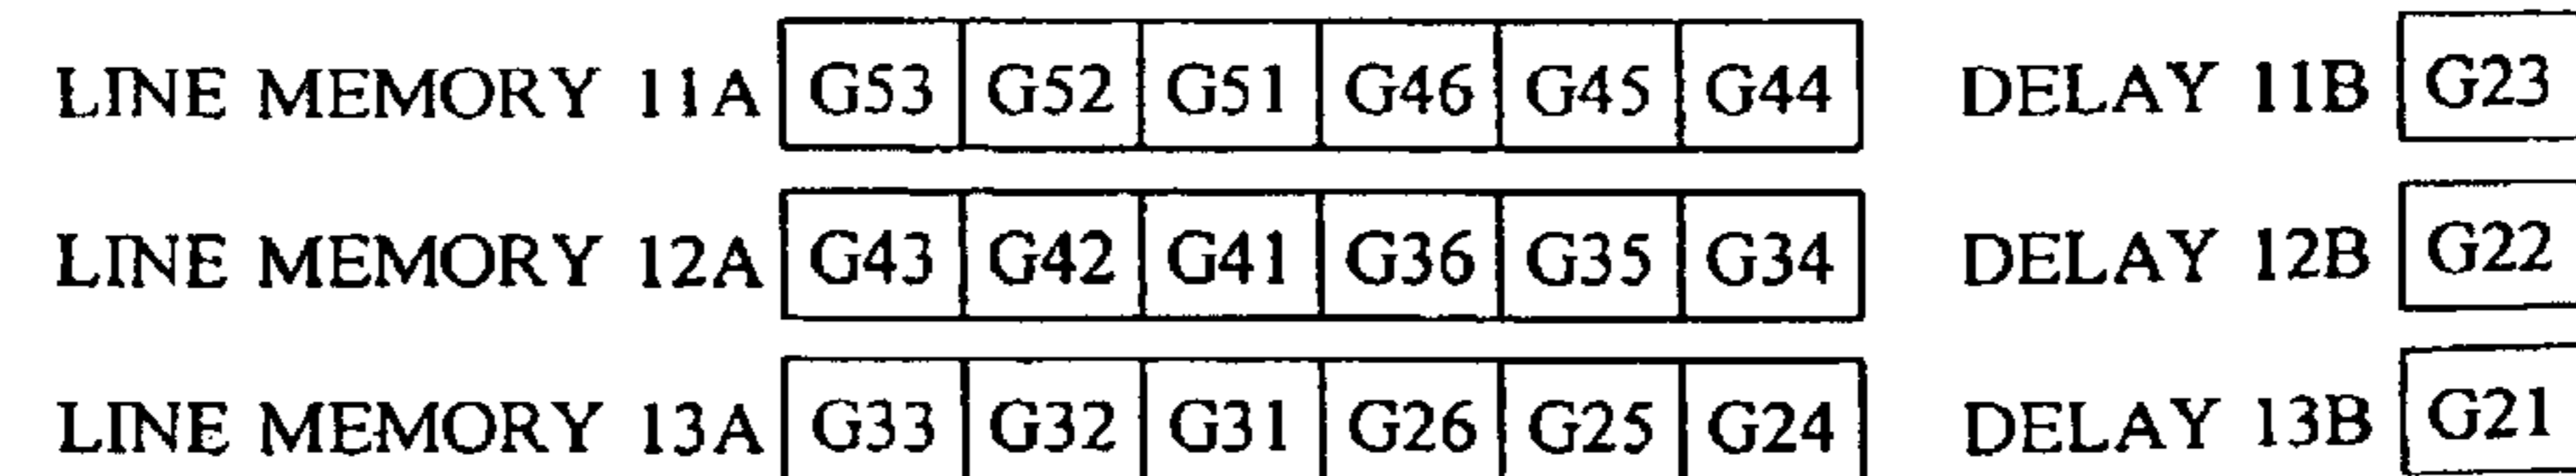 LINE MEMORY 11A G53 G52 G51 G46 G45 G44 DELAY 11B G23
LINE MEMORY 12A G43 G42 G41 G36 G35 G34 DELAY 12B G22
LINE MEMORY 13A G33 G32 G31 G26 G25 G24 DELAY 13B G21